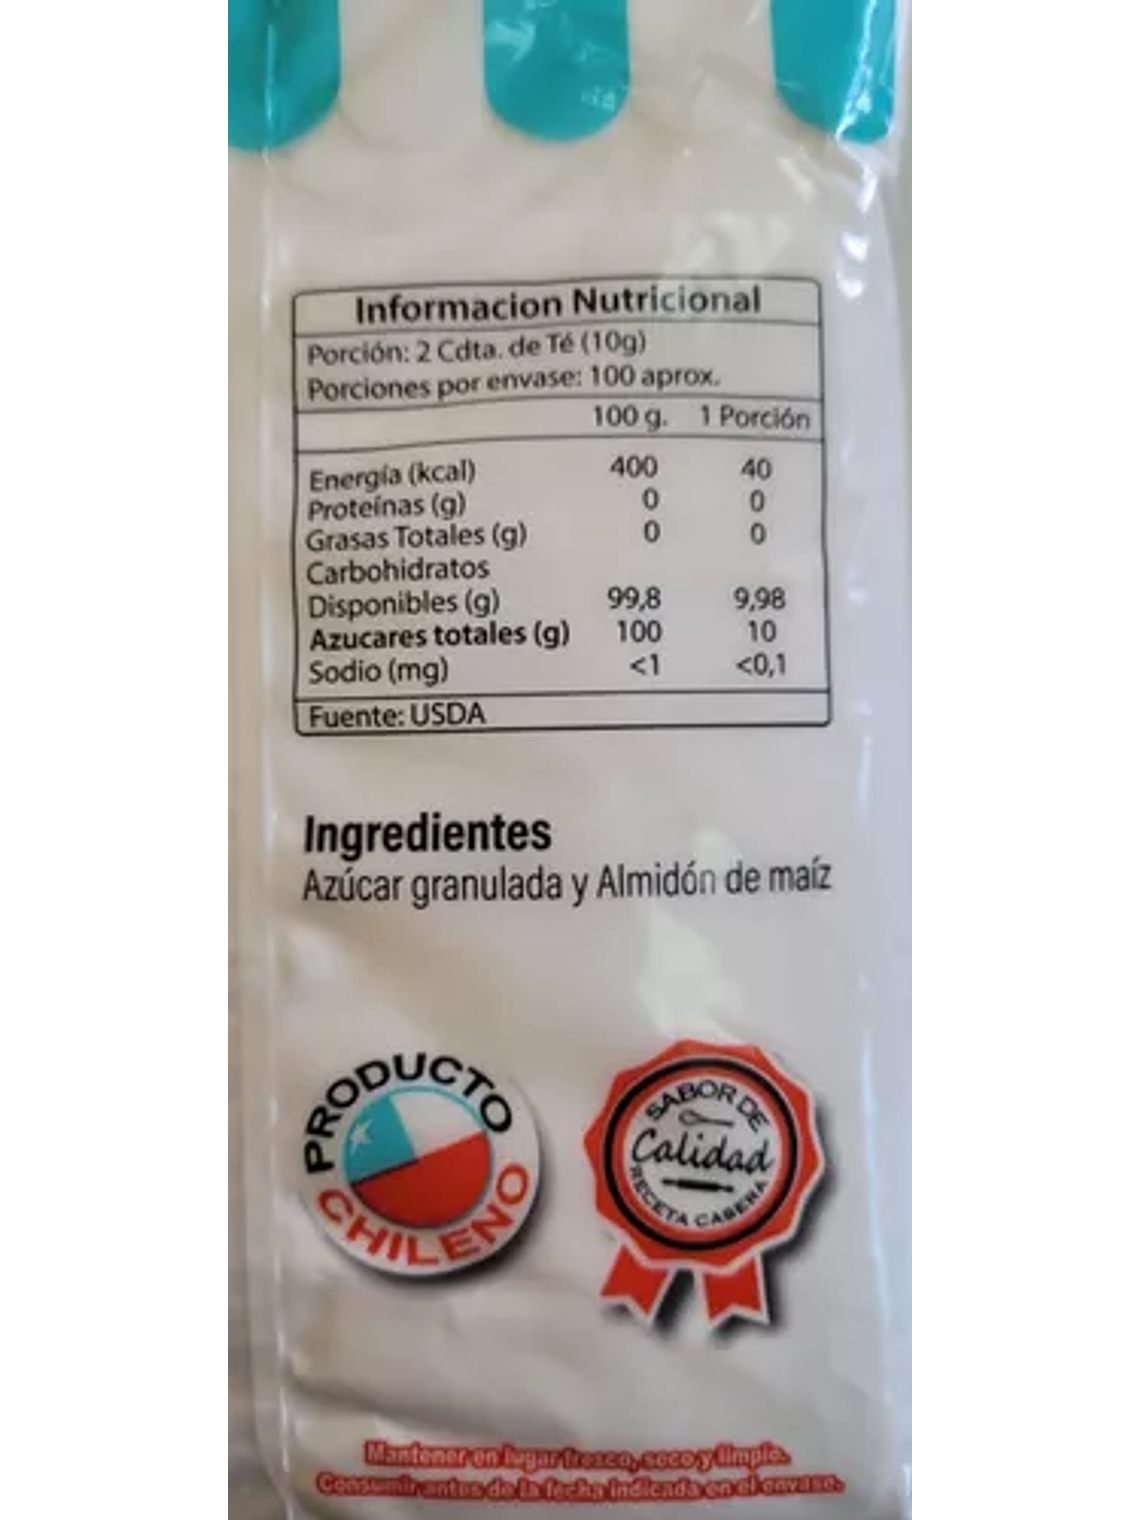 Informacion Nutricional
Porción: 2 Cdta. de Té (10g)
Porciones por envase: 100 aprox.
100 g. 1 Porción
Energía (kcal) 400 40
Proteínas (g) 0 0
Grasas Totales (g) 0 0
Carbohidratos
Disponibles (g) 99,8 9,98
Azucares totales (g) 100 10
Sodio (mg) <1 <0,1
Fuente: USDA
Ingredientes
Azúcar granulada y Almidón de maíz
PRODUCTO
CHILENO
SABOR DE
Calidad
RECETA CASERA
Mantener en lugar fresco, seco y limpio.
Consumir antes de la fecha indicada en el envase.